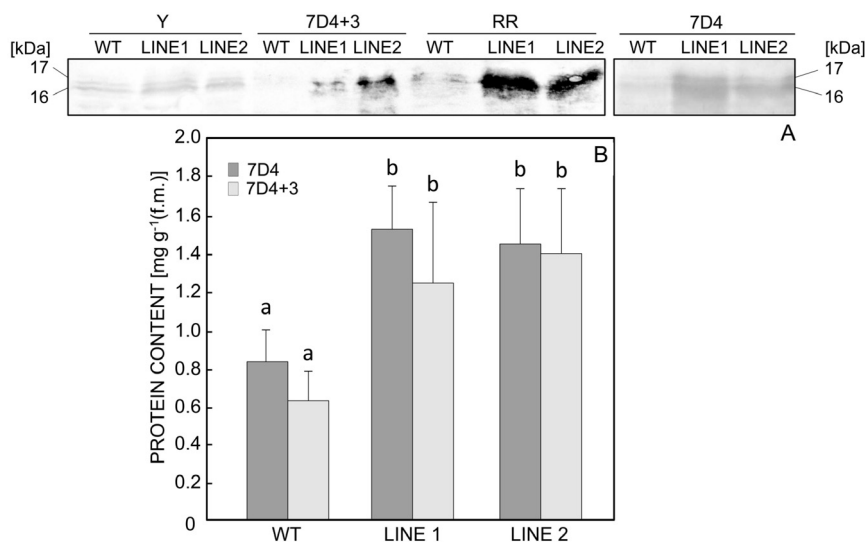 Y 7D4+3 RR 7D4
[kDa] WT LINE1 LINE2 WT LINE1 LINE2 WT LINE1 LINE2 WT LINE1 LINE2 [kDa]
17 17
16 16
A
2.0 B
1.8 7D4 b b b b
7D4+3
1.6
1.4
1.2
1.0 a a
0.8
0.6
0.4
0.2
0
PROTEIN CONTENT [mg g⁻¹(f.m.)]
WT LINE 1 LINE 2